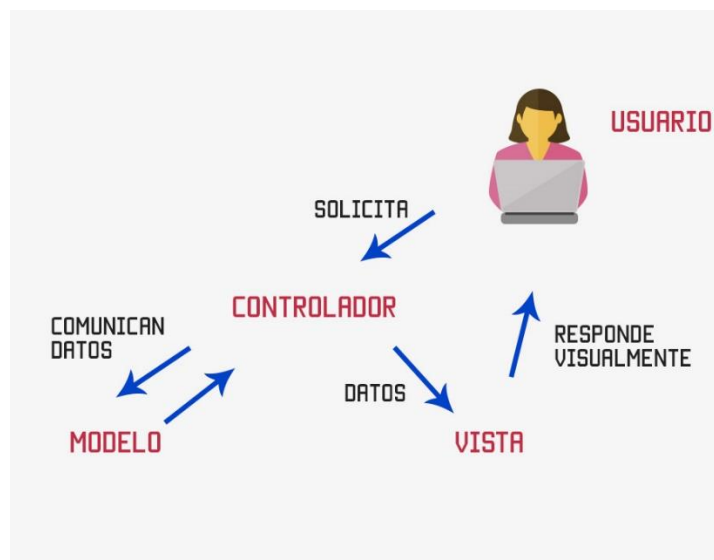 USUARIO
SOLICITA
CONTROLADOR
COMUNICAN
DATOS
RESPONDE
VISUALMENTE
DATOS
MODELO
VISTA